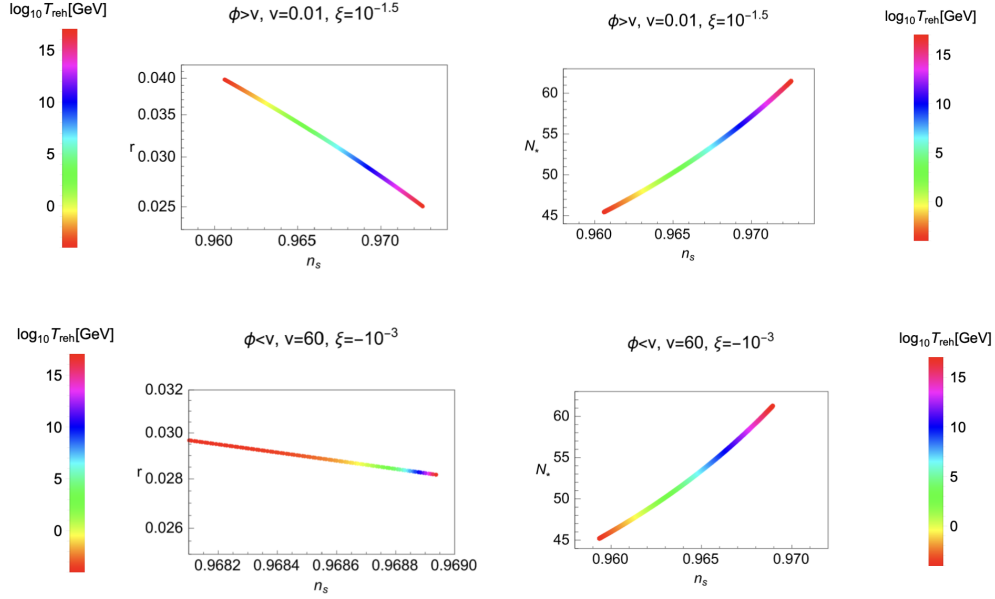 log₁₀ Tᵣₑₕ[GeV]
15
10
5
0
ϕ>v, v=0.01, ξ=10⁻¹·⁵
0.040
0.035
r
0.030
0.025
0.960
0.965
0.970
nₛ
ϕ>v, v=0.01, ξ=10⁻¹·⁵
60
55
N*
50
45
0.960
0.965
0.970
nₛ
log₁₀ Tᵣₑₕ[GeV]
15
10
5
0
log₁₀ Tᵣₑₕ[GeV]
15
10
5
0
ϕ<v, v=60, ξ=−10⁻³
0.032
0.030
r
0.028
0.026
0.9682
0.9684
0.9686
0.9688
0.9690
nₛ
ϕ<v, v=60, ξ=−10⁻³
60
55
N*
50
45
0.960
0.965
0.970
nₛ
log₁₀ Tᵣₑₕ[GeV]
15
10
5
0